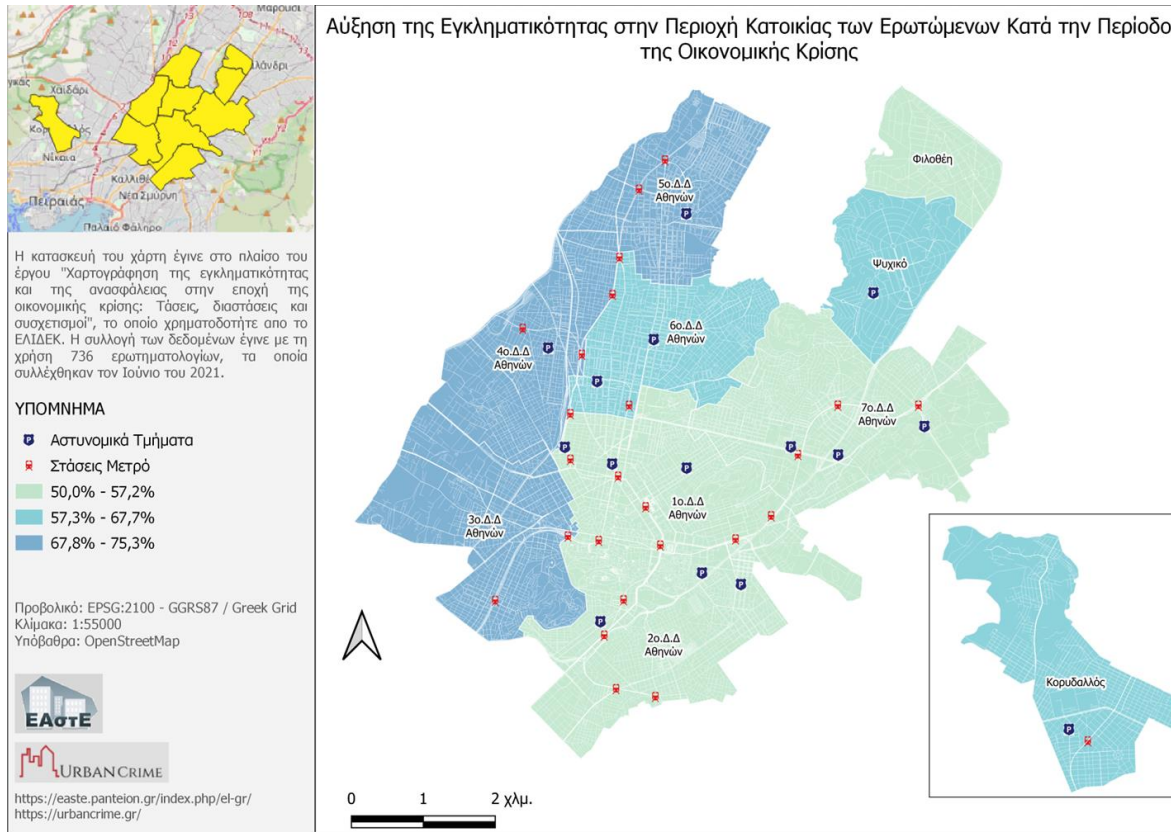 Μαρούσι
Χαϊδάρι
Νίκαια
Καλλιθέ
Πειραιάς
Νέα Σμύρνη
Παλαιό Φάληρο
Η κατασκευή του χάρτη έγινε στο πλαίσιο του
έργου "Χαρτογράφηση της εγκληματικότητας
και της ανασφάλειας στην εποχή της
οικονομικής κρίσης: Τάσεις, διαστάσεις και
συσχετισμοί", το οποίο χρηματοδοτήτε απο το
ΕΛΙΔΕΚ. Η συλλογή των δεδομένων έγινε με τη
χρήση 736 ερωτηματολογίων, τα οποία
συλλέχθηκαν τον Ιούνιο του 2021.
ΥΠΟΜΝΗΜΑ
Αστυνομικά Τμήματα
Στάσεις Μετρό
50,0% - 57,2%
57,3% - 67,7%
67,8% - 75,3%
Προβολικό: EPSG:2100 - GGRS87 / Greek Grid
Κλίμακα: 1:55000
Υπόβαθρα: OpenStreetMap
ΕΑστΕ
URBANCRIME
https://easte.panteion.gr/index.php/el-gr/
https://urbancrime.gr/
Αύξηση της Εγκληματικότητας στην Περιοχή Κατοικίας των Ερωτώμενων Κατά την Περίοδο
της Οικονομικής Κρίσης
Φιλοθέη
5ο.Δ.Δ
Αθηνών
Ψυχικό
6ο.Δ.Δ
Αθηνών
4ο.Δ.Δ
Αθηνών
7ο.Δ.Δ
Αθηνών
1ο.Δ.Δ
Αθηνών
3ο.Δ.Δ
Αθηνών
2ο.Δ.Δ
Αθηνών
Κορυδαλλός
0 1 2 χλμ.